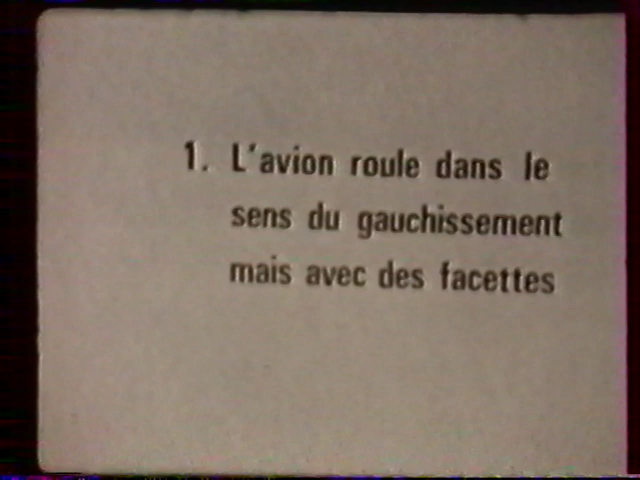 1. L'avion roule dans le
sens du gauchissement
mais avec des facettes